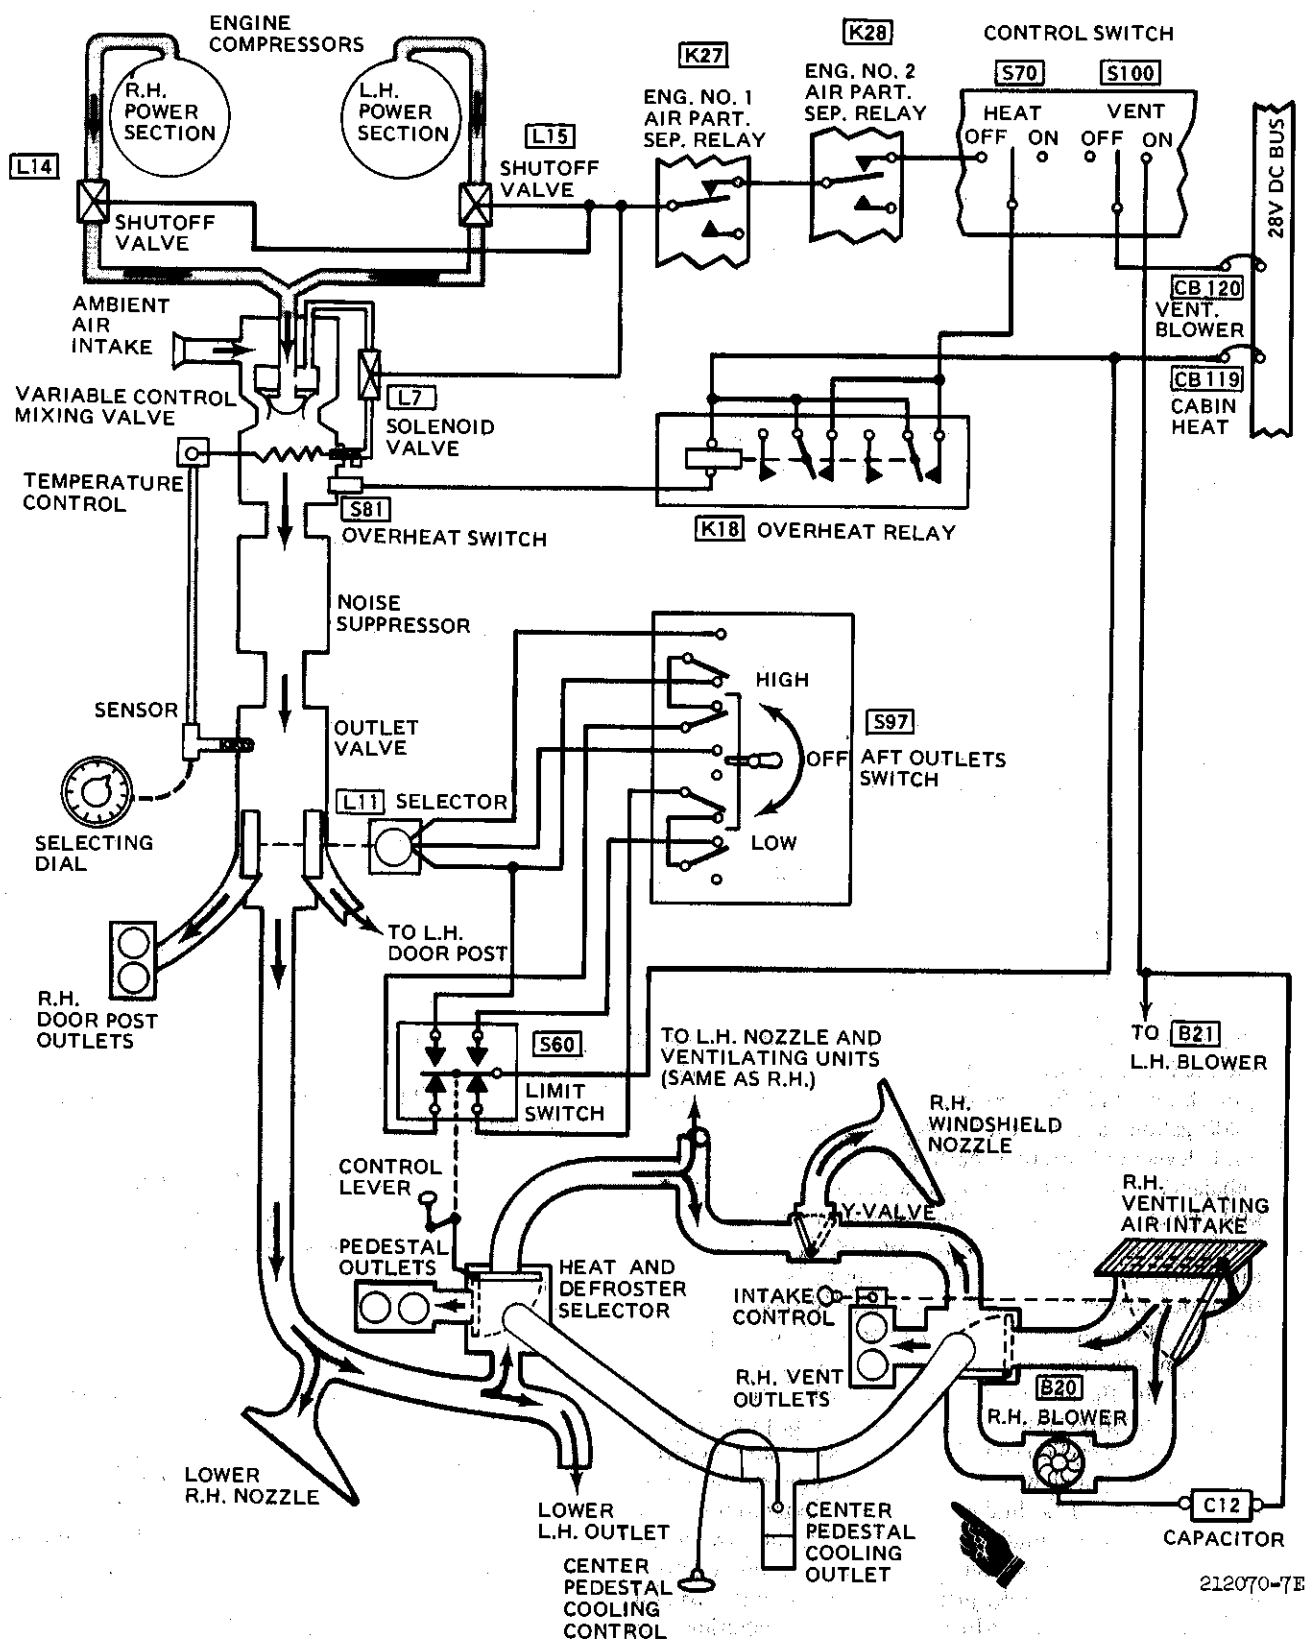 ENGINE
COMPRESSORS
R.H.
POWER
SECTION
L.H.
POWER
SECTION
L14
SHUTOFF
VALVE
L15
SHUTOFF
VALVE
K27
ENG. NO. 1
AIR PART.
SEP. RELAY
K28
ENG. NO. 2
AIR PART.
SEP. RELAY
CONTROL SWITCH
S70
S100
HEAT
VENT
OFF
ON
OFF
ON
28V DC BUS
CB 120
VENT.
BLOWER
CB 119
CABIN
HEAT
AMBIENT
AIR
INTAKE
VARIABLE CONTROL
MIXING VALVE
L7
SOLENOID
VALVE
TEMPERATURE
CONTROL
S81
OVERHEAT SWITCH
K18 OVERHEAT RELAY
NOISE
SUPPRESSOR
SENSOR
OUTLET
VALVE
HIGH
OFF
LOW
S97
AFT OUTLETS
SWITCH
L11 SELECTOR
SELECTING
DIAL
TO L.H.
DOOR POST
R.H.
DOOR POST
OUTLETS
S60
LIMIT
SWITCH
TO L.H. NOZZLE AND
VENTILATING UNITS
(SAME AS R.H.)
TO B21
L.H. BLOWER
R.H.
WINDSHIELD
NOZZLE
CONTROL
LEVER
Y-VALVE
R.H.
VENTILATING
AIR INTAKE
PEDESTAL
OUTLETS
HEAT AND
DEFROSTER
SELECTOR
INTAKE
CONTROL
R.H. VENT
OUTLETS
B20
R.H. BLOWER
LOWER
R.H. NOZZLE
LOWER
L.H. OUTLET
CENTER
PEDESTAL
COOLING
CONTROL
CENTER
PEDESTAL
COOLING
OUTLET
C12
CAPACITOR
212070-7E